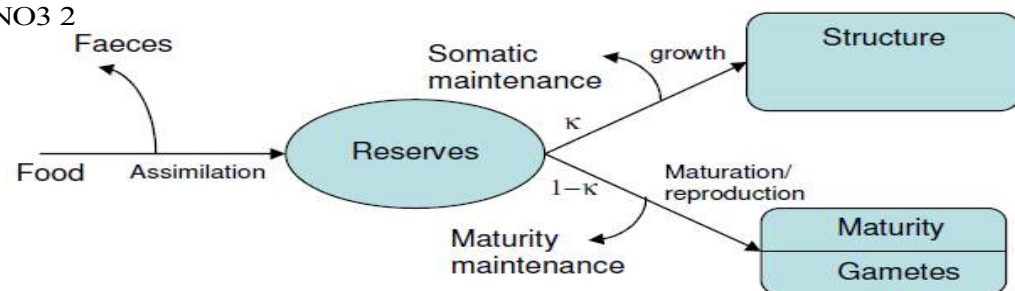 NO3 2
Faeces
Food
Assimilation
Reserves
κ
1−κ
Somatic
maintenance
growth
Structure
Maturation/
reproduction
Maturity
maintenance
Maturity
Gametes